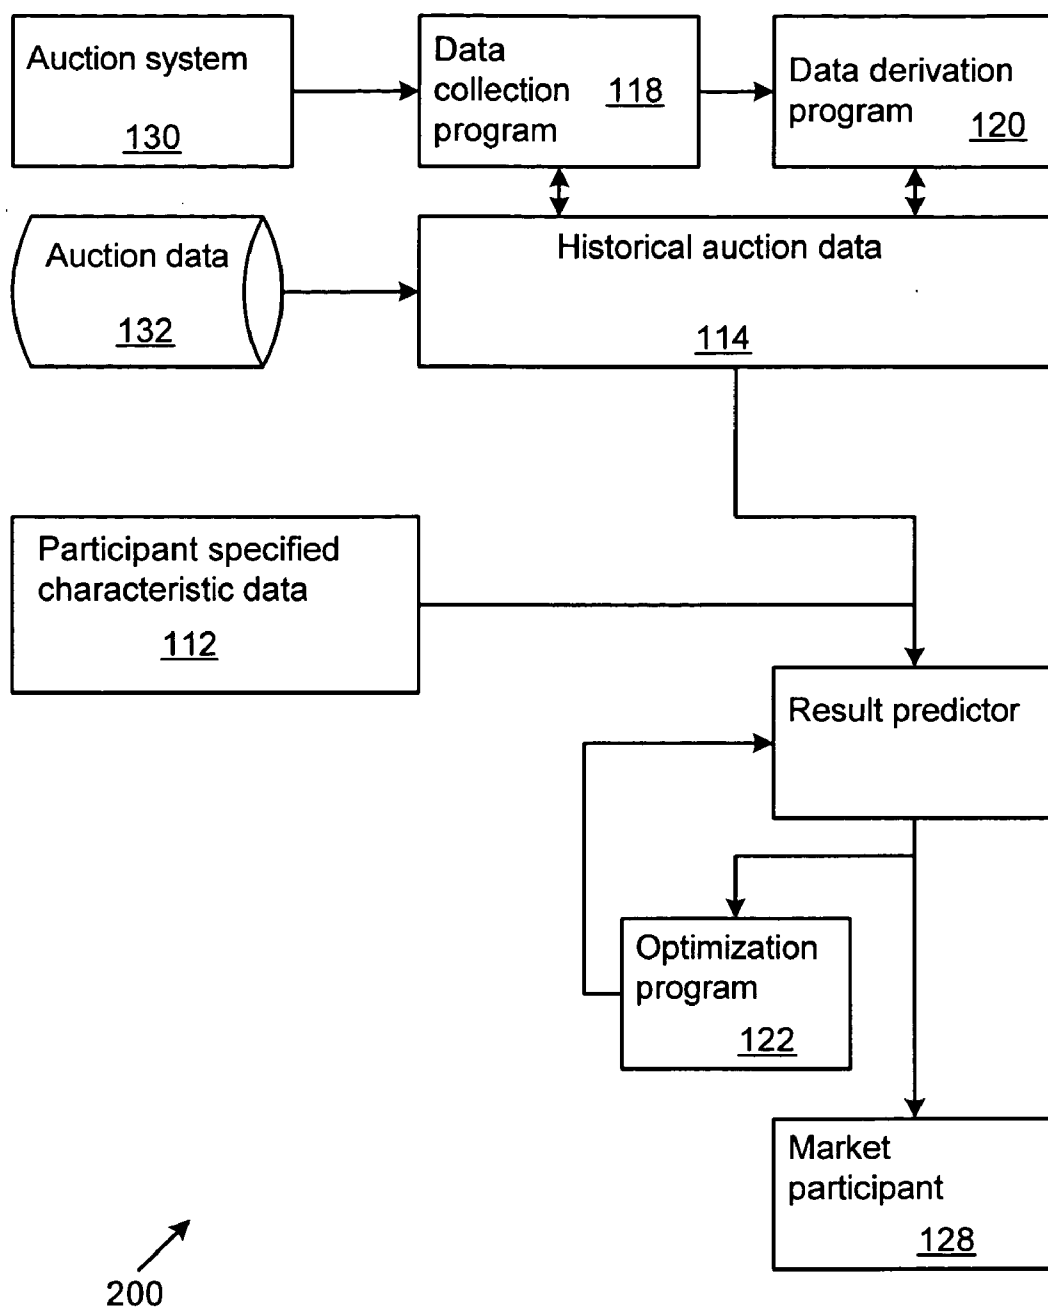 Auction system
130
Data
collection
program
118
Data derivation
program
120
Auction data
132
Historical auction data
114
Participant specified
characteristic data
112
Result predictor
Optimization
program
122
Market
participant
128
200